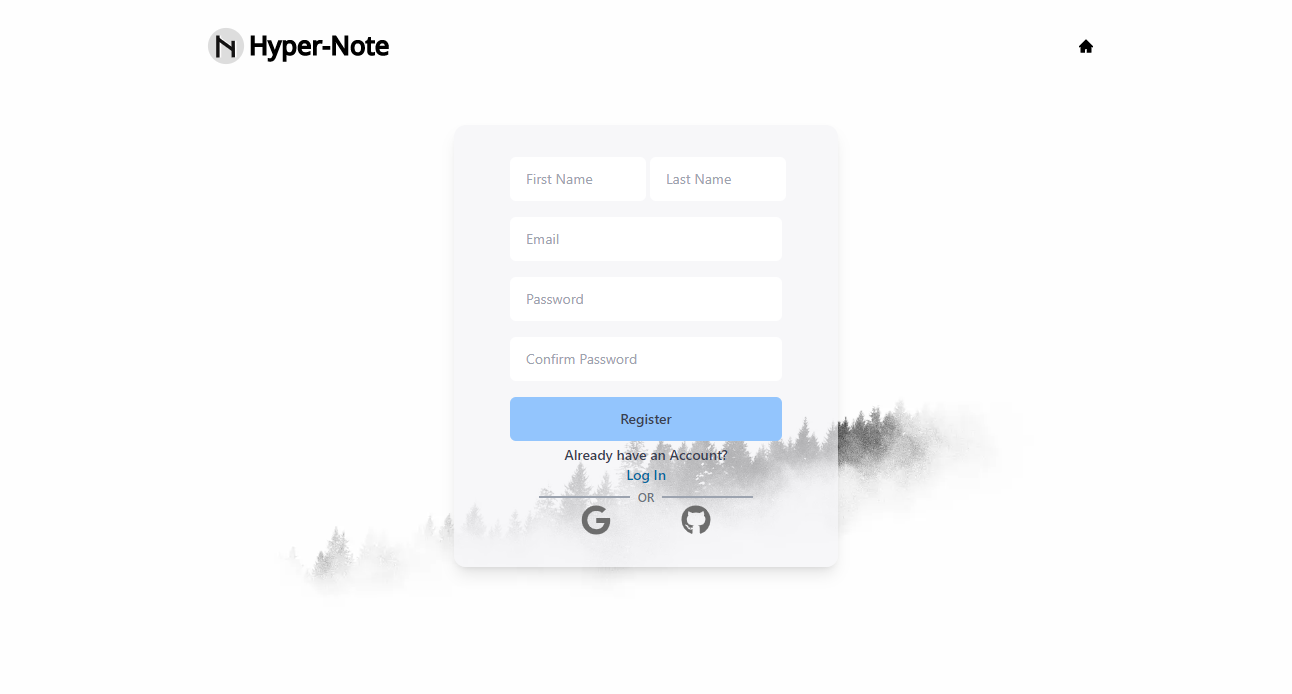 Hyper-Note
First Name Last Name
Email
Password
Confirm Password
Register
Already have an Account?
Log In
OR